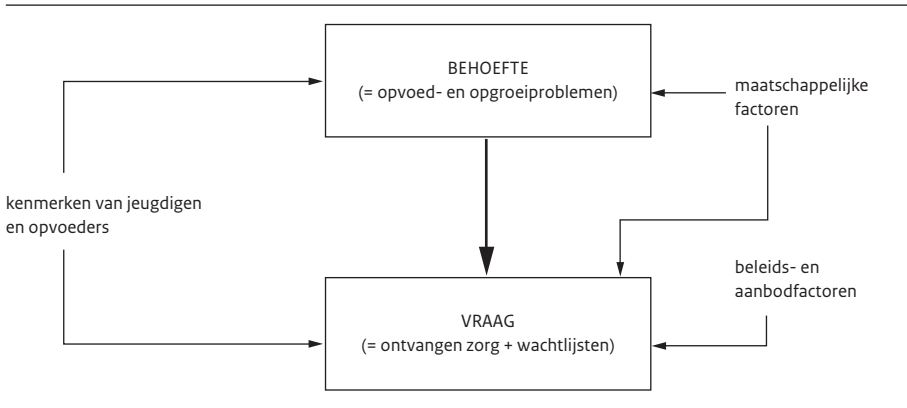 BEHOEFTE
(= opvoed- en opgroeiproblemen)
maatschappelijke
factoren
kenmerken van jeugdigen
en opvoeders
beleids- en
aanbodfactoren
VRAAG
(= ontvangen zorg + wachtlijsten)